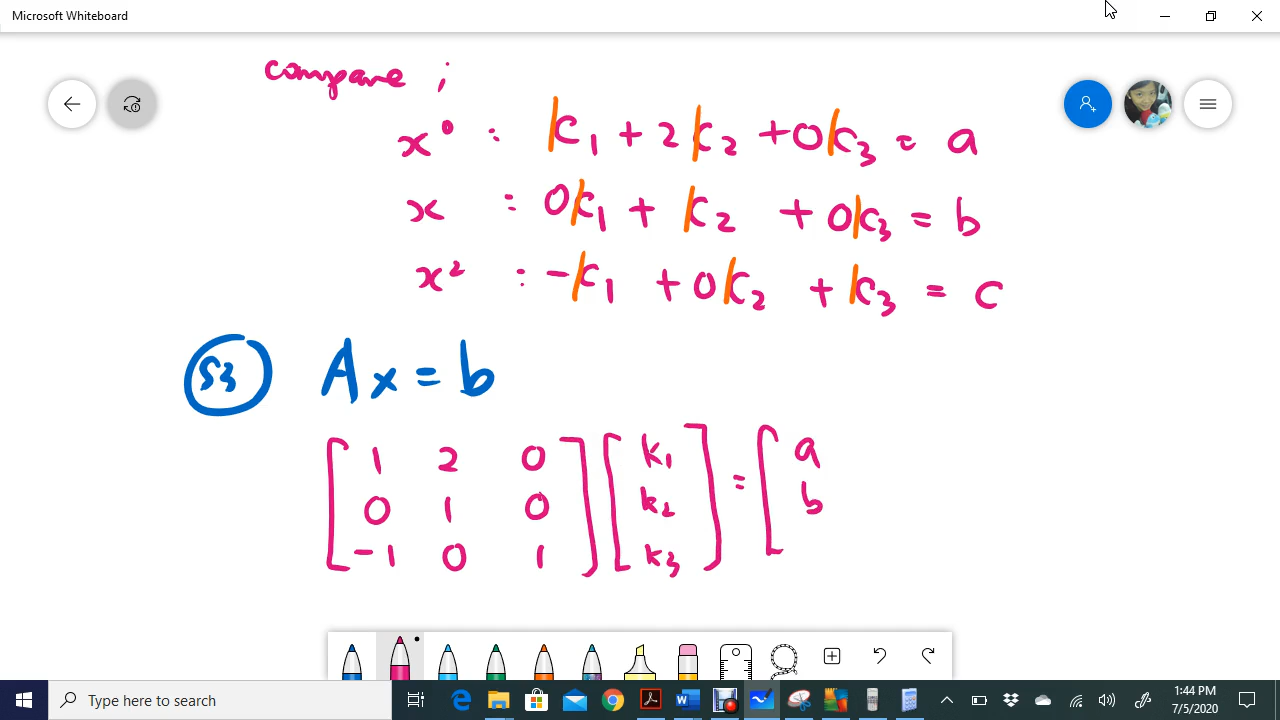 Microsoft Whiteboard
compare ;
x⁰ : k₁ + 2k₂ + 0k₃ = a
x : 0k₁ + k₂ + 0k₃ = b
x² : -k₁ + 0k₂ + k₃ = c
S3 Ax = b
1 2 0 k₁ = a
0 1 0 k₂ b
-1 0 1 k₃
Type here to search
1:44 PM
7/5/2020